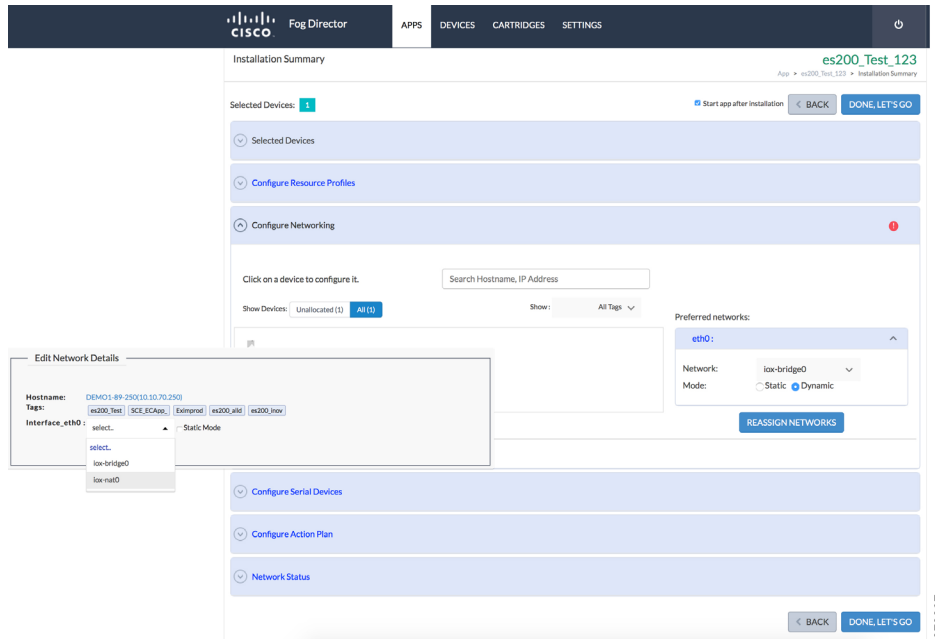 CISCO Fog Director APPS DEVICES CARTRIDGES SETTINGS
Installation Summary
es200_Test_123
App > es200_Test_123 > Installation Summary
Selected Devices: 1
Start app after installation < BACK DONE, LET'S GO
Selected Devices
Configure Resource Profiles
Configure Networking
Click on a device to configure it.
Search Hostname, IP Address
Show Devices: Unallocated (1) All (1)
Show: All Tags
Preferred networks:
eth0 :
Network: iox-bridge0
Mode: Static Dynamic
REASSIGN NETWORKS
Edit Network Details
Hostname: DEMO1-89-250(10.10.70.250)
Tags: es200_Test SCE_ECApp_ Eximprod es200_alld es200_inov
Interface_eth0 : select.. Static Mode
select..
iox-bridge0
iox-nat0
Configure Serial Devices
Configure Action Plan
Network Status
< BACK DONE, LET'S GO